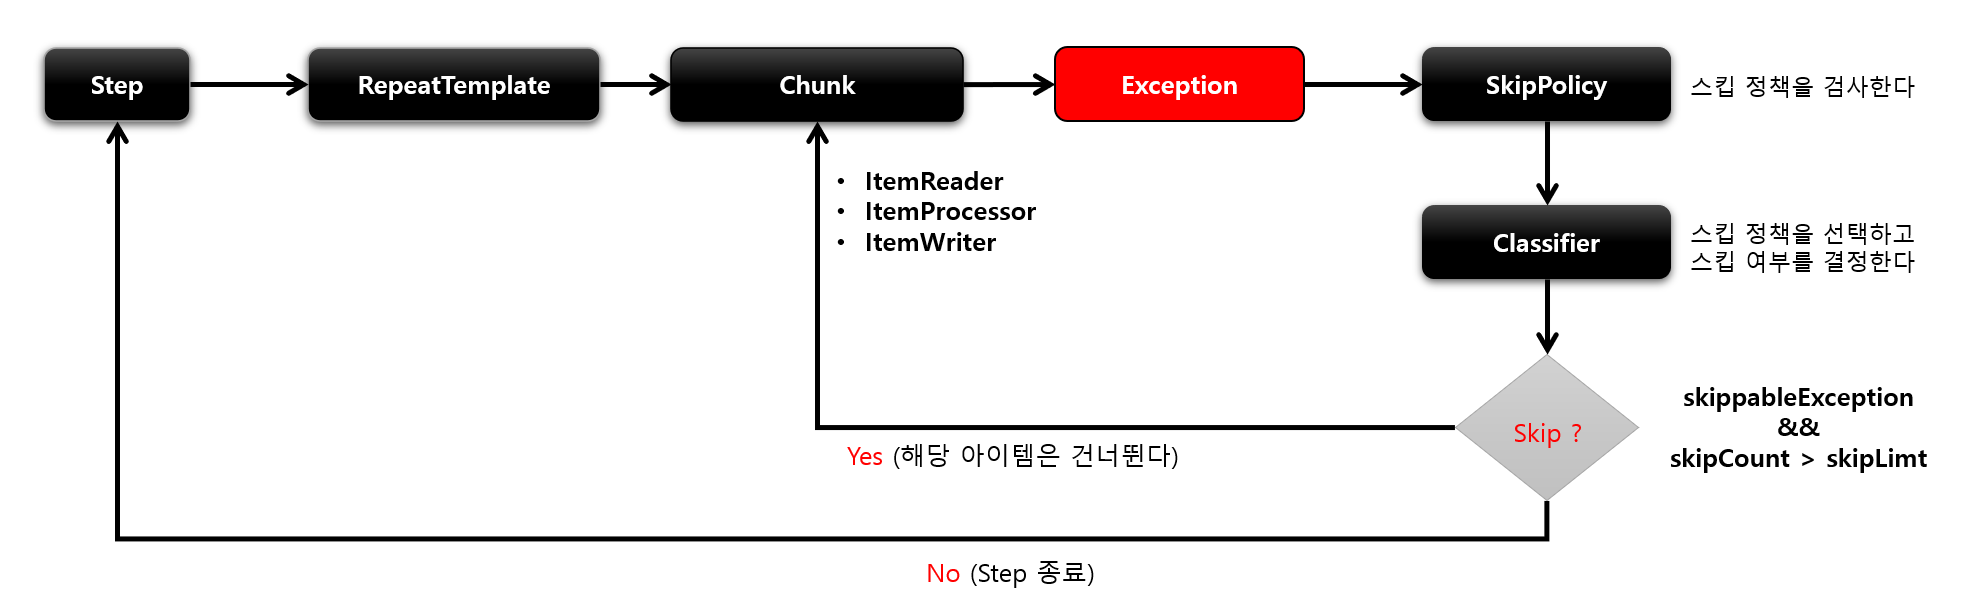 Step
RepeatTemplate
Chunk
Exception
SkipPolicy
스킵 정책을 검사한다
• ItemReader
• ItemProcessor
• ItemWriter
Classifier
스킵 정책을 선택하고
스킵 여부를 결정한다
Skip ?
skippableException
&&
skipCount > skipLimt
Yes (해당 아이템은 건너뛴다)
No (Step 종료)